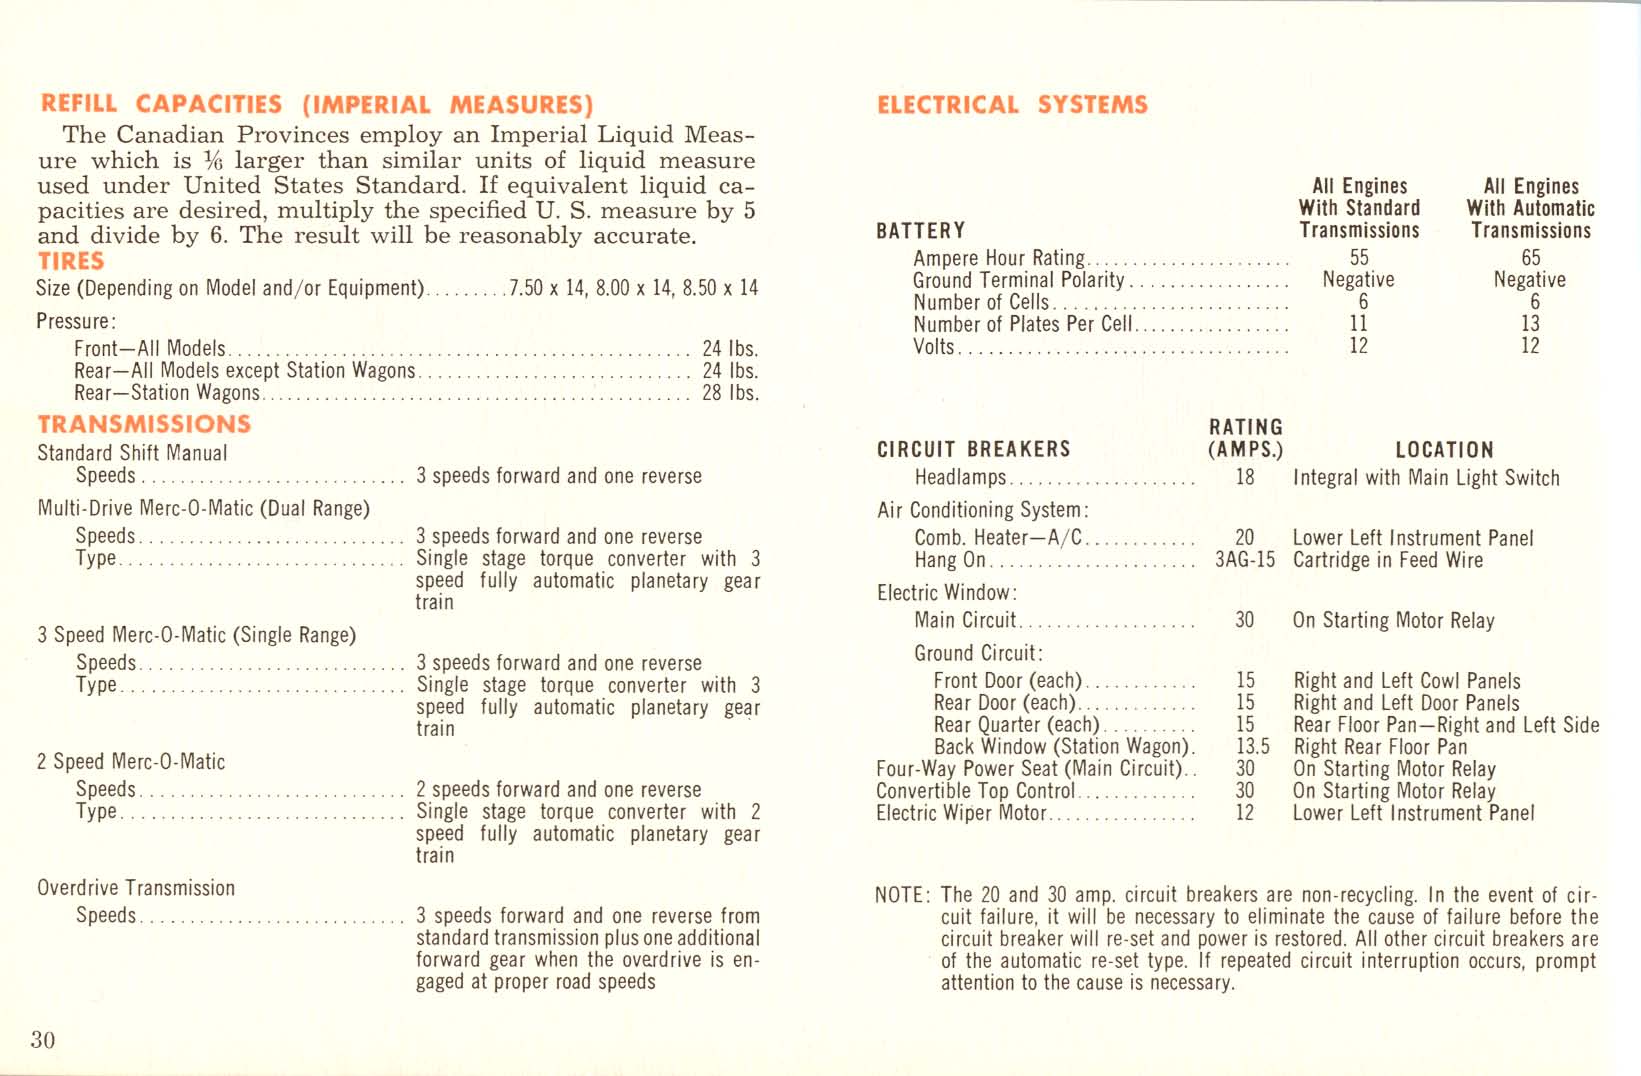 REFILL CAPACITIES (IMPERIAL MEASURES)
The Canadian Provinces employ an Imperial Liquid Meas-
ure which is ⅙ larger than similar units of liquid measure
used under United States Standard. If equivalent liquid ca-
pacities are desired, multiply the specified U. S. measure by 5
and divide by 6. The result will be reasonably accurate.
TIRES
Size (Depending on Model and/or Equipment).........7.50 x 14, 8.00 x 14, 8.50 x 14
Pressure:
Front—All Models................................................ 24 lbs.
Rear—All Models except Station Wagons............................ 24 lbs.
Rear—Station Wagons............................................ 28 lbs.
TRANSMISSIONS
Standard Shift Manual
Speeds........................... 3 speeds forward and one reverse
Multi-Drive Merc-O-Matic (Dual Range)
Speeds........................... 3 speeds forward and one reverse
Type............................. Single stage torque converter with 3
speed fully automatic planetary gear
train
3 Speed Merc-O-Matic (Single Range)
Speeds........................... 3 speeds forward and one reverse
Type............................. Single stage torque converter with 3
speed fully automatic planetary gear
train
2 Speed Merc-O-Matic
Speeds........................... 2 speeds forward and one reverse
Type............................. Single stage torque converter with 2
speed fully automatic planetary gear
train
Overdrive Transmission
Speeds........................... 3 speeds forward and one reverse from
standard transmission plus one additional
forward gear when the overdrive is en-
gaged at proper road speeds
30
ELECTRICAL SYSTEMS
All Engines All Engines
With Standard With Automatic
BATTERY Transmissions Transmissions
Ampere Hour Rating..................... 55 65
Ground Terminal Polarity................. Negative Negative
Number of Cells......................... 6 6
Number of Plates Per Cell................ 11 13
Volts.................................. 12 12
RATING
CIRCUIT BREAKERS (AMPS.) LOCATION
Headlamps.................... 18 Integral with Main Light Switch
Air Conditioning System:
Comb. Heater—A/C............ 20 Lower Left Instrument Panel
Hang On...................... 3AG-15 Cartridge in Feed Wire
Electric Window:
Main Circuit................... 30 On Starting Motor Relay
Ground Circuit:
Front Door (each)............ 15 Right and Left Cowl Panels
Rear Door (each)............. 15 Right and Left Door Panels
Rear Quarter (each).......... 15 Rear Floor Pan—Right and Left Side
Back Window (Station Wagon). 13.5 Right Rear Floor Pan
Four-Way Power Seat (Main Circuit).. 30 On Starting Motor Relay
Convertible Top Control............. 30 On Starting Motor Relay
Electric Wiper Motor................ 12 Lower Left Instrument Panel
NOTE: The 20 and 30 amp. circuit breakers are non-recycling. In the event of cir-
cuit failure, it will be necessary to eliminate the cause of failure before the
circuit breaker will re-set and power is restored. All other circuit breakers are
of the automatic re-set type. If repeated circuit interruption occurs, prompt
attention to the cause is necessary.